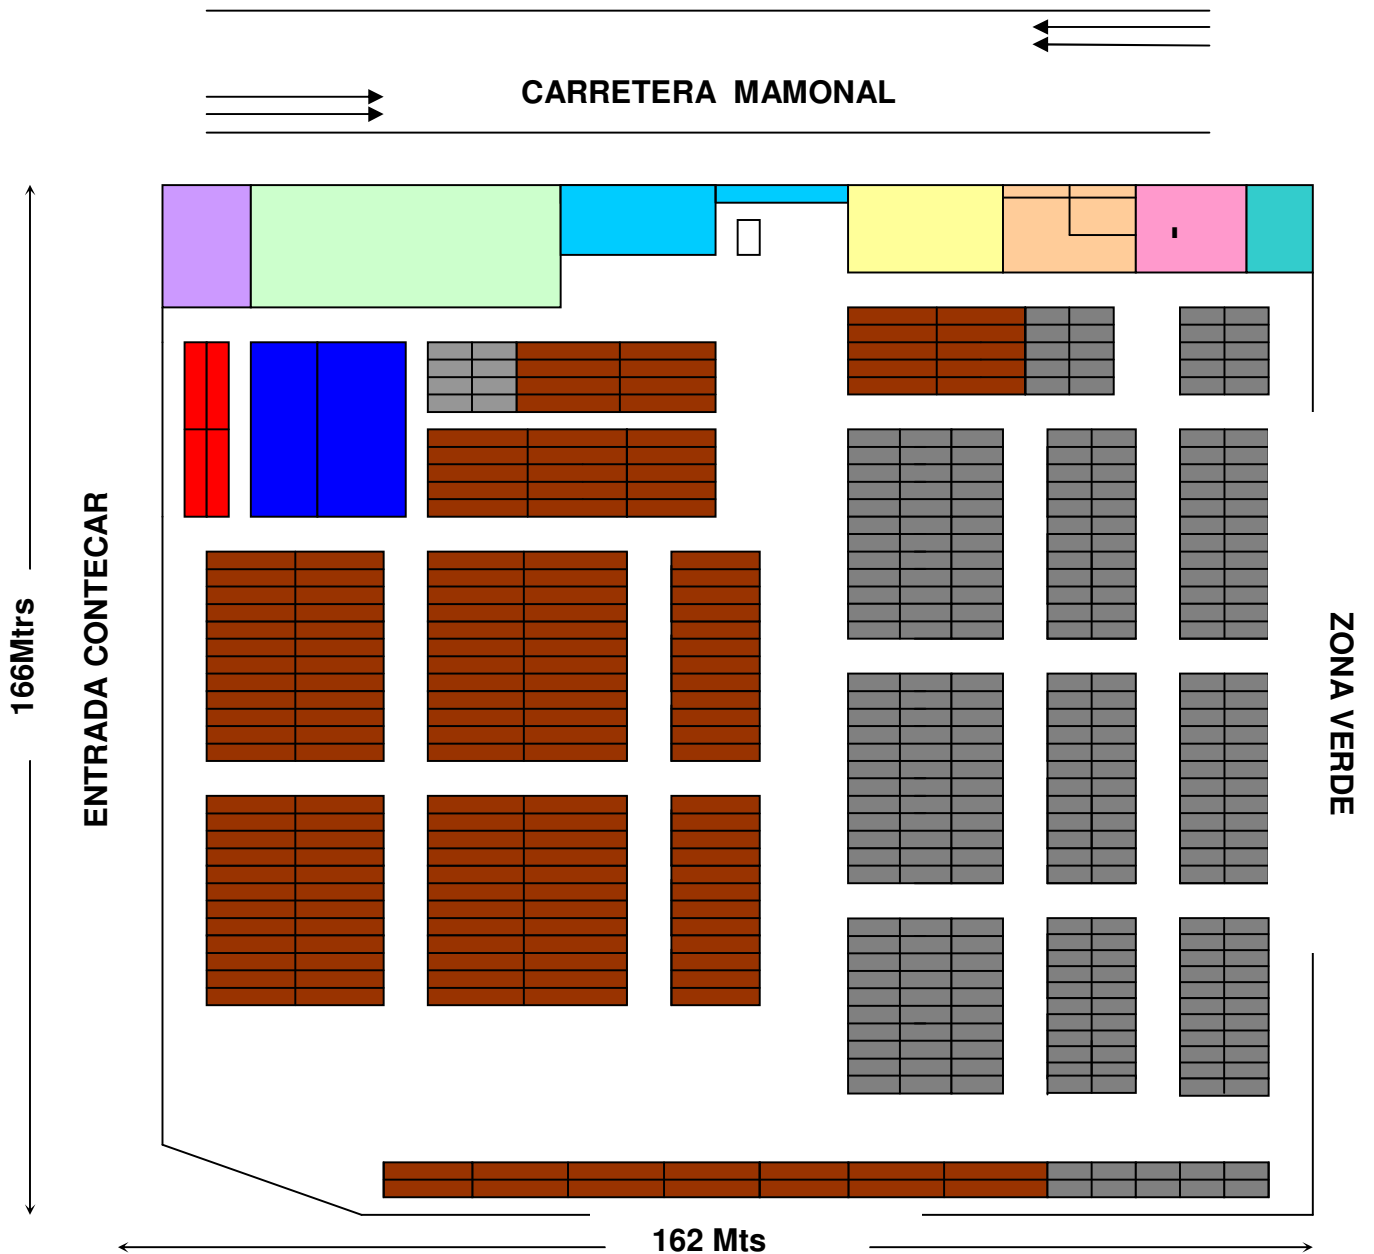 CARRETERA MAMONAL
166Mtrs
ENTRADA CONTECAR
ZONA VERDE
162 Mts